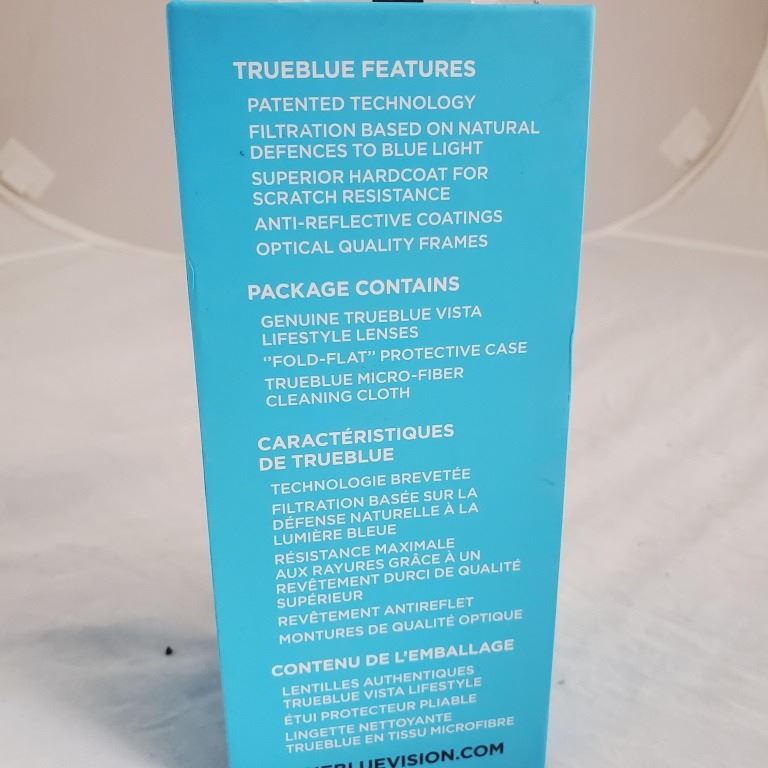 TRUEBLUE FEATURES
PATENTED TECHNOLOGY
FILTRATION BASED ON NATURAL
DEFENCES TO BLUE LIGHT
SUPERIOR HARDCOAT FOR
SCRATCH RESISTANCE
ANTI-REFLECTIVE COATINGS
OPTICAL QUALITY FRAMES
PACKAGE CONTAINS
GENUINE TRUEBLUE VISTA
LIFESTYLE LENSES
"FOLD-FLAT" PROTECTIVE CASE
TRUEBLUE MICRO-FIBER
CLEANING CLOTH
CARACTÉRISTIQUES
DE TRUEBLUE
TECHNOLOGIE BREVETÉE
FILTRATION BASÉE SUR LA
DÉFENSE NATURELLE À LA
LUMIÈRE BLEUE
RÉSISTANCE MAXIMALE
AUX RAYURES GRÂCE À UN
REVÊTEMENT DURCI DE QUALITÉ
SUPÉRIEUR
REVÊTEMENT ANTIREFLET
MONTURES DE QUALITÉ OPTIQUE
CONTENU DE L'EMBALLAGE
LENTILLES AUTHENTIQUES
TRUEBLUE VISTA LIFESTYLE
ÉTUI PROTECTEUR PLIABLE
LINGETTE NETTOYANTE
TRUEBLUE EN TISSU MICROFIBRE